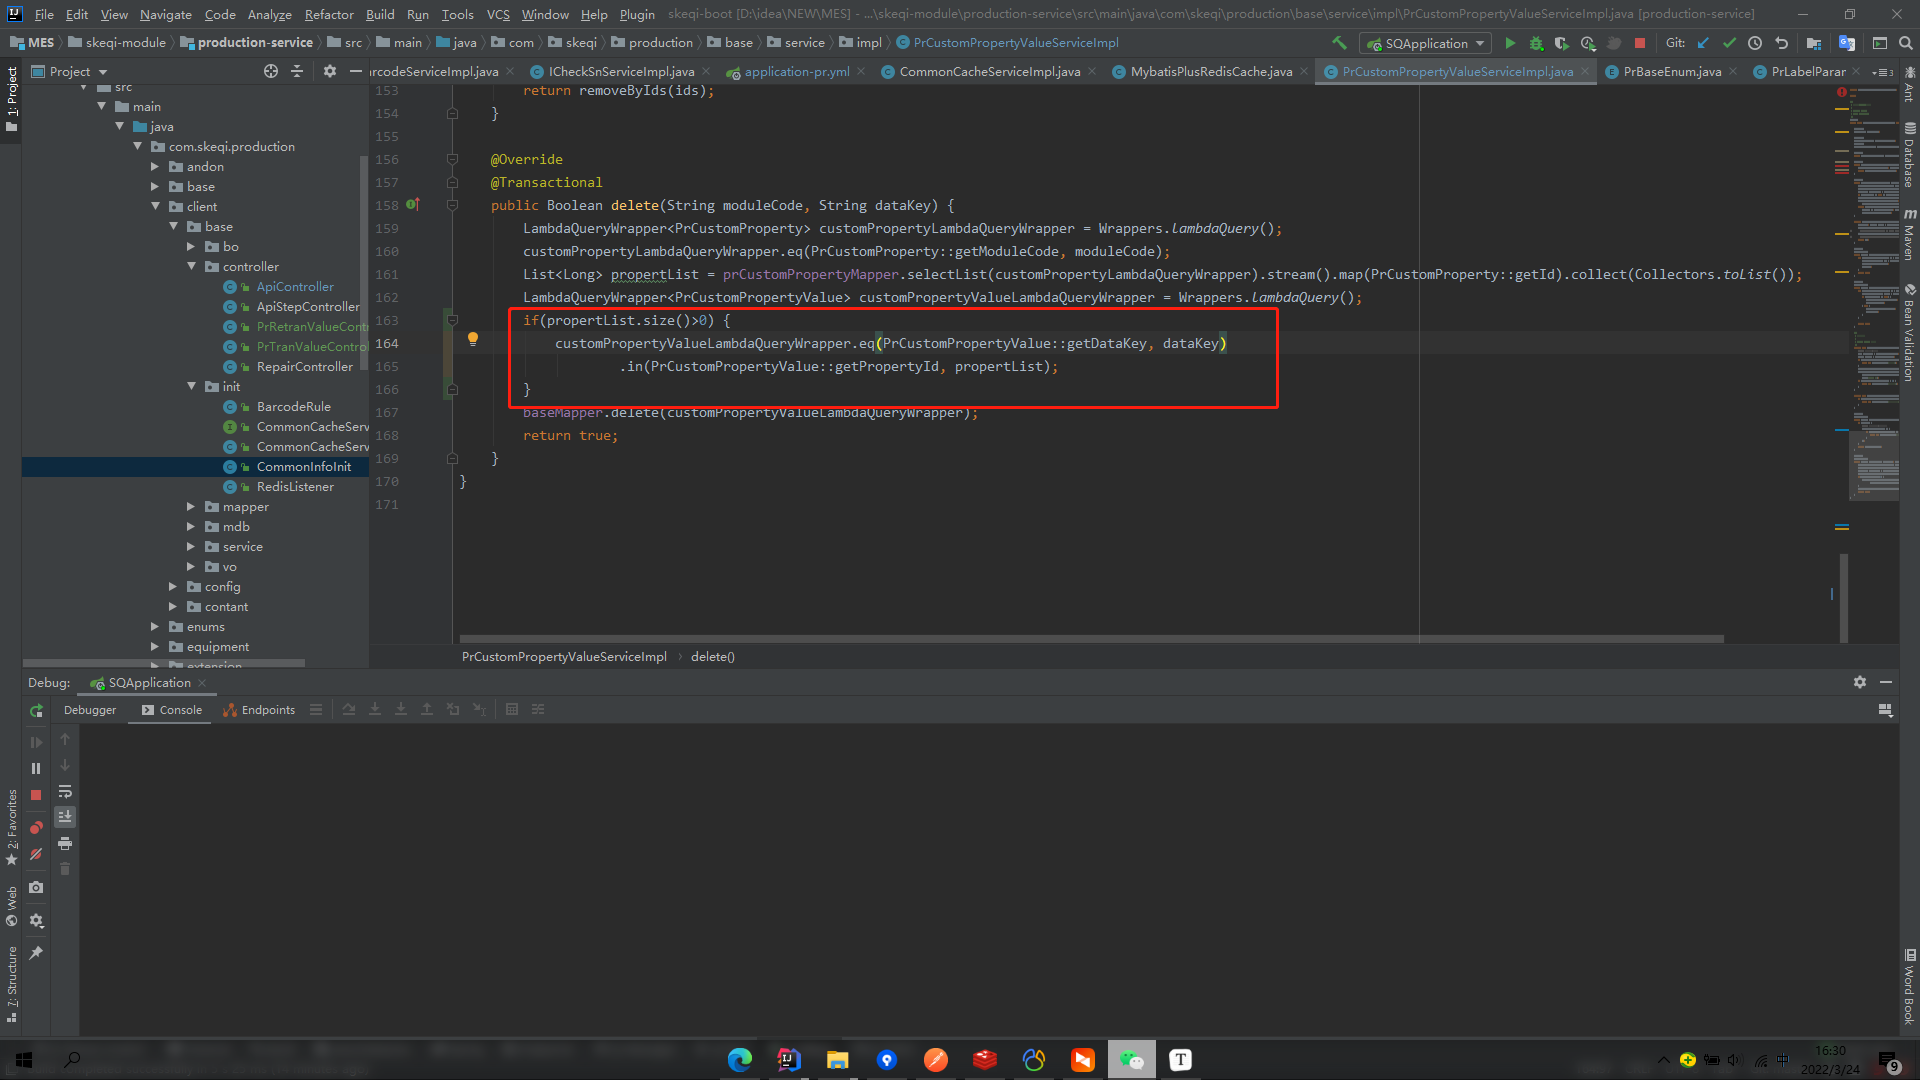 File Edit View Navigate Code Analyze Refactor Build Run Tools VCS Window Help Plugin skeqi-boot [D:\idea\NEW\MES] - ...\skeqi-module\production-service\src\main\java\com\skeqi\production\base\service\impl\PrCustomPropertyValueServiceImpl.java [production-service]
MES skeqi-module production-service src main java com skeqi production base service impl PrCustomPropertyValueServiceImpl SQApplication Git:
Project
arcodeServiceImpl.java ICheckSnServiceImpl.java application-pr.yml CommonCacheServiceImpl.java MybatisPlusRedisCache.java PrCustomPropertyValueServiceImpl.java PrBaseEnum.java PrLabelParar 3
1: Project
src
main
java
com.skeqi.production
andon
base
client
base
bo
controller
ApiController
ApiStepController
PrRetranValueContr
PrTranValueControl
RepairController
init
BarcodeRule
CommonCacheServ
CommonCacheServ
CommonInfoInit
RedisListener
mapper
mdb
service
vo
config
contant
enums
equipment
extension
153 return removeByIds(ids);
154 }
155
156 @Override
157 @Transactional
158 public Boolean delete(String moduleCode, String dataKey) {
159 LambdaQueryWrapper<PrCustomProperty> customPropertyLambdaQueryWrapper = Wrappers.lambdaQuery();
160 customPropertyLambdaQueryWrapper.eq(PrCustomProperty::getModuleCode, moduleCode);
161 List<Long> propertList = prCustomPropertyMapper.selectList(customPropertyLambdaQueryWrapper).stream().map(PrCustomProperty::getId).collect(Collectors.toList());
162 LambdaQueryWrapper<PrCustomPropertyValue> customPropertyValueLambdaQueryWrapper = Wrappers.lambdaQuery();
163 if(propertList.size()>0) {
164 customPropertyValueLambdaQueryWrapper.eq(PrCustomPropertyValue::getDataKey, dataKey)
165 .in(PrCustomPropertyValue::getPropertyId, propertList);
166 }
167 baseMapper.delete(customPropertyValueLambdaQueryWrapper);
168 return true;
169 }
170 }
171
PrCustomPropertyValueServiceImpl delete()
Ant
Database
Maven
Bean Validation
Word Book
Debug: SQApplication
Debugger Console Endpoints
2: Favorites
Web
7: Structure
中 16:30
2022/3/24
9